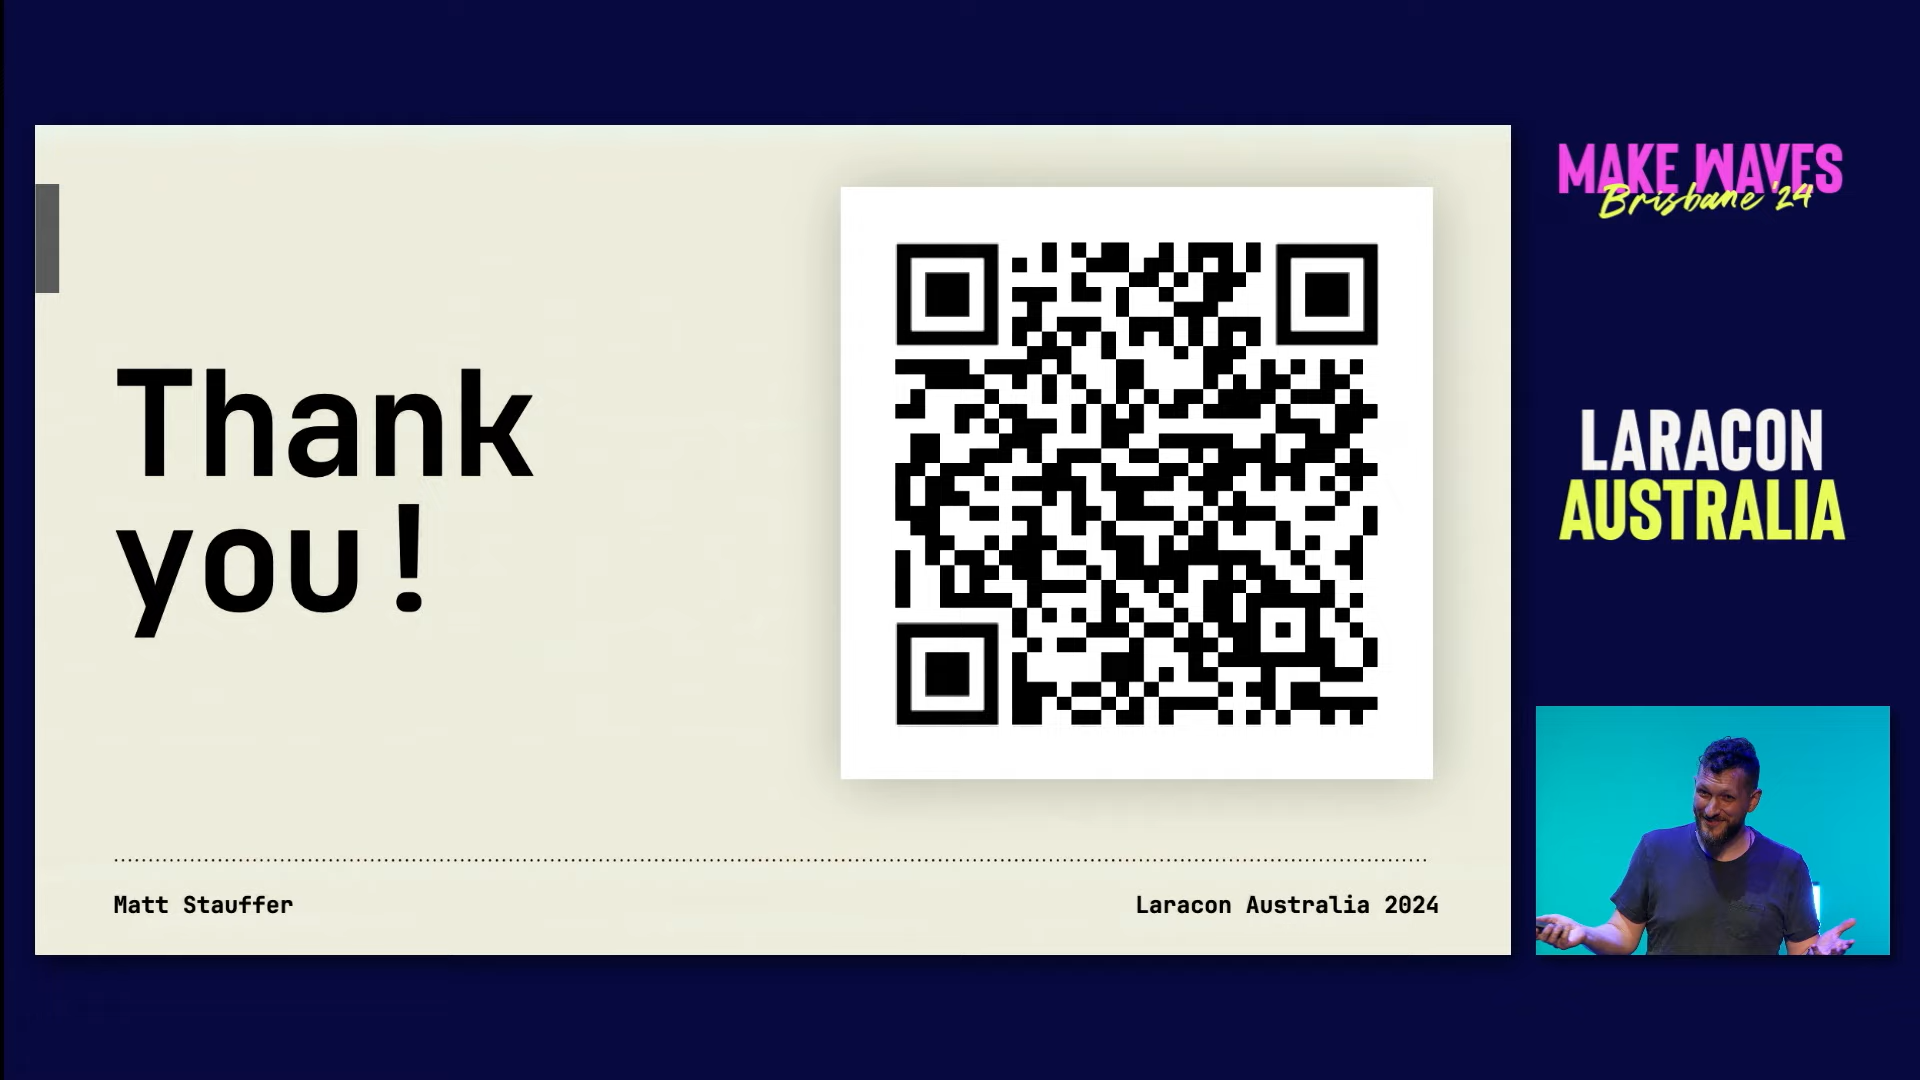 Thank
you!
Matt Stauffer
Laracon Australia 2024
MAKE WAVES
Brisbane '24
LARACON
AUSTRALIA